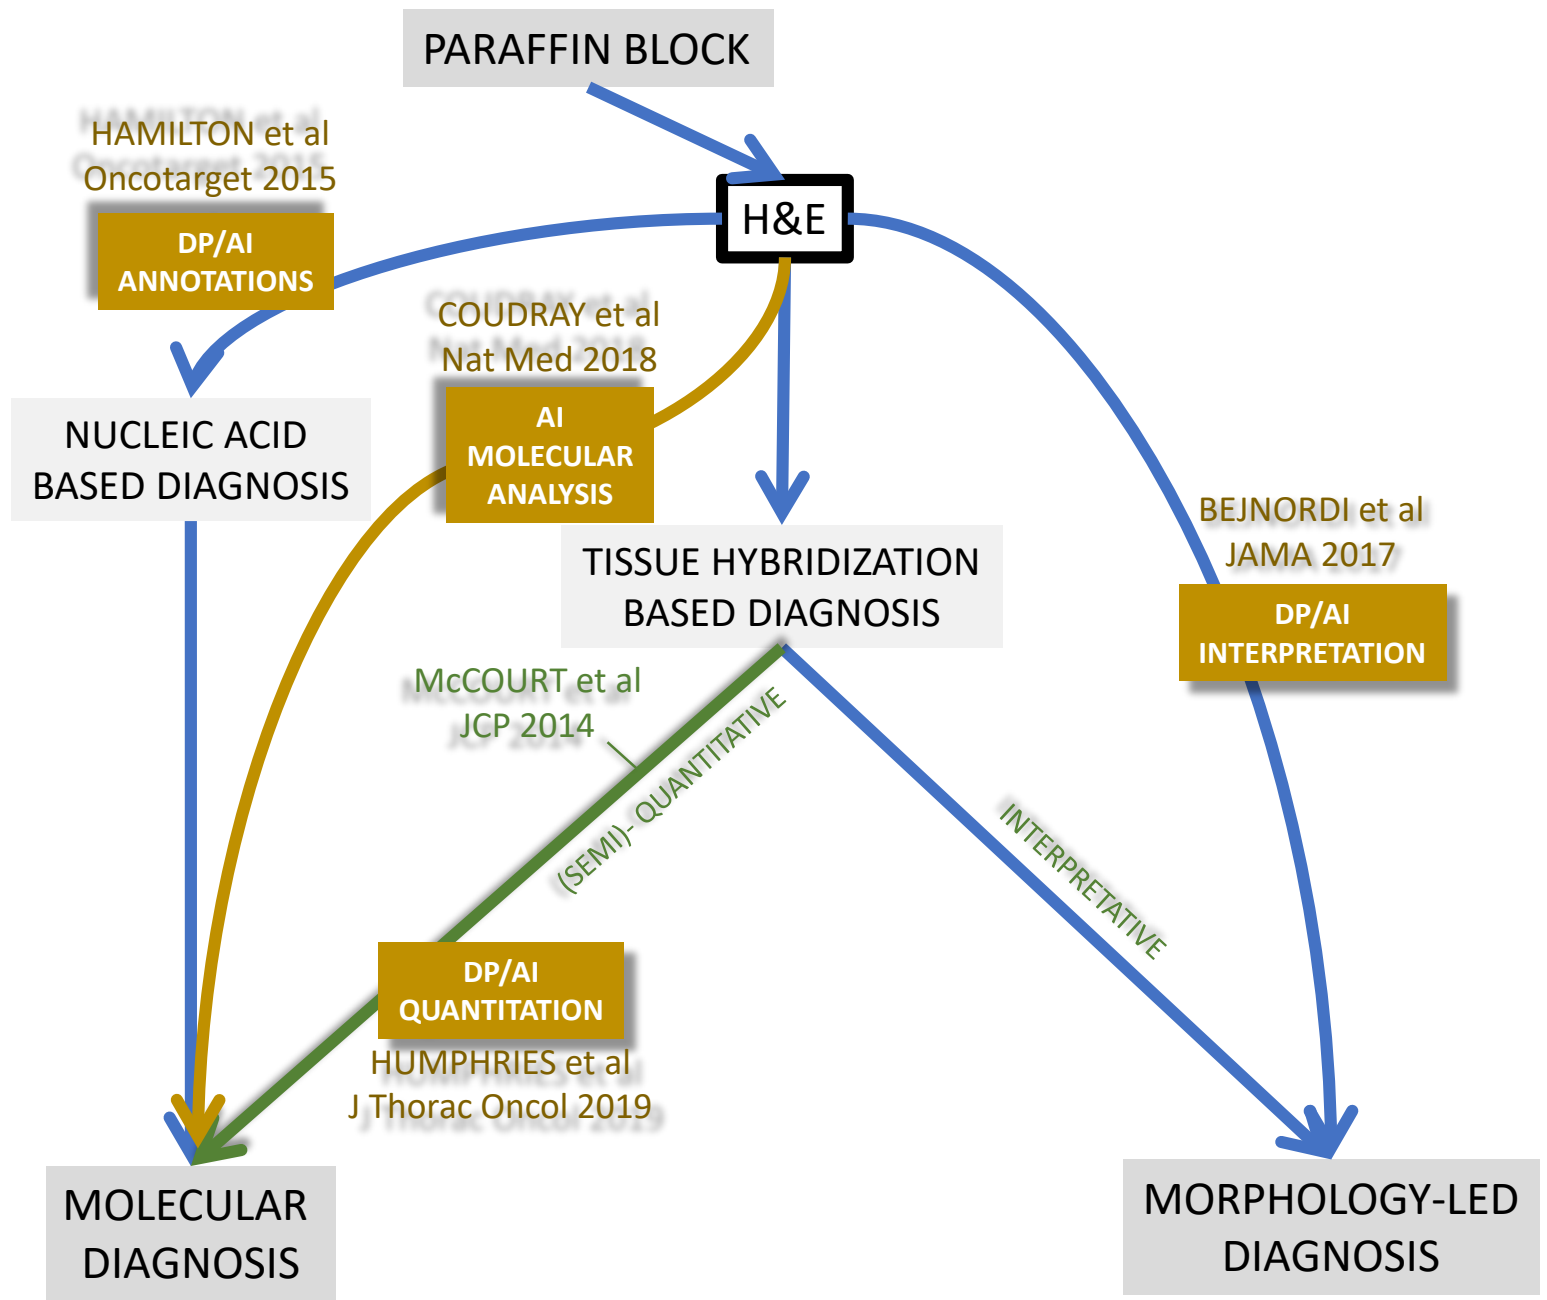 PARAFFIN BLOCK
HAMILTON et al
Oncotarget 2015
DP/AI
ANNOTATIONS
H&E
COUDRAY et al
Nat Med 2018
AI
MOLECULAR
ANALYSIS
NUCLEIC ACID
BASED DIAGNOSIS
TISSUE HYBRIDIZATION
BASED DIAGNOSIS
BEJNORDI et al
JAMA 2017
DP/AI
INTERPRETATION
McCOURT et al
JCP 2014
(SEMI)- QUANTITATIVE
INTERPRETATIVE
DP/AI
QUANTITATION
HUMPHRIES et al
J Thorac Oncol 2019
MOLECULAR
DIAGNOSIS
MORPHOLOGY-LED
DIAGNOSIS